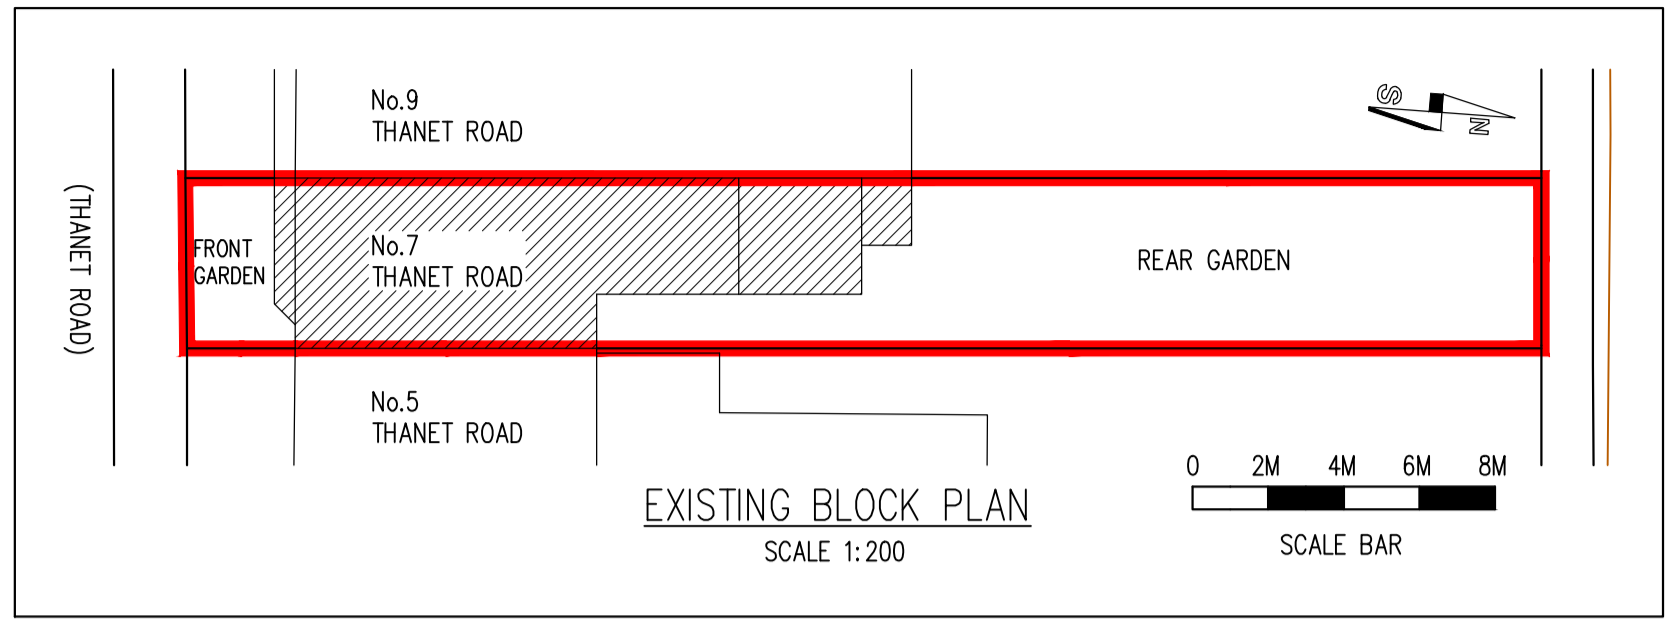 No.9
THANET ROAD
S
N
(THANET ROAD)
FRONT
GARDEN
No.7
THANET ROAD
REAR GARDEN
No.5
THANET ROAD
0 2M 4M 6M 8M
SCALE BAR
EXISTING BLOCK PLAN
SCALE 1:200